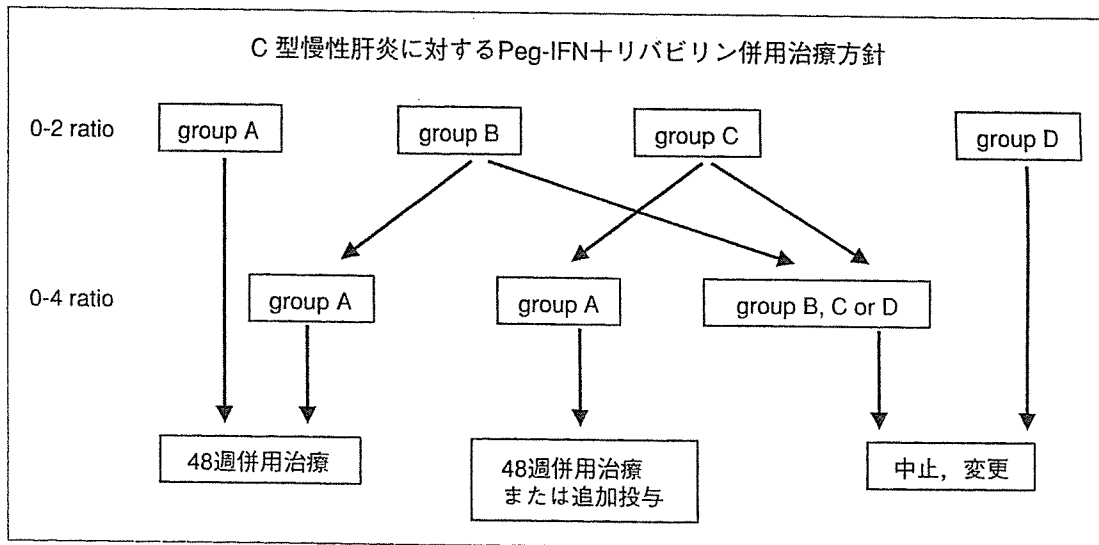 C 型慢性肝炎に対するPeg-IFN＋リバビリン併用治療方針
0-2 ratio
group A
group B
group C
group D
0-4 ratio
group A
group A
group B, C or D
48週併用治療
48週併用治療
または追加投与
中止，変更